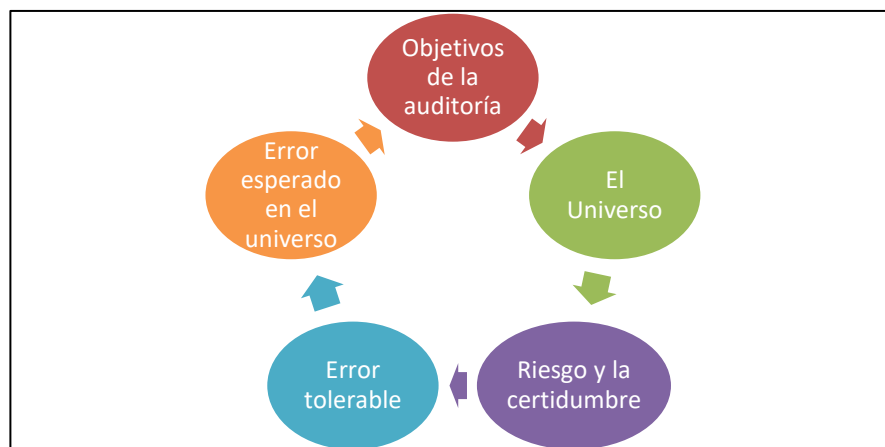 Objetivos
de la
auditoría
El
Universo
Riesgo y la
certidumbre
Error
tolerable
Error
esperado
en el
universo